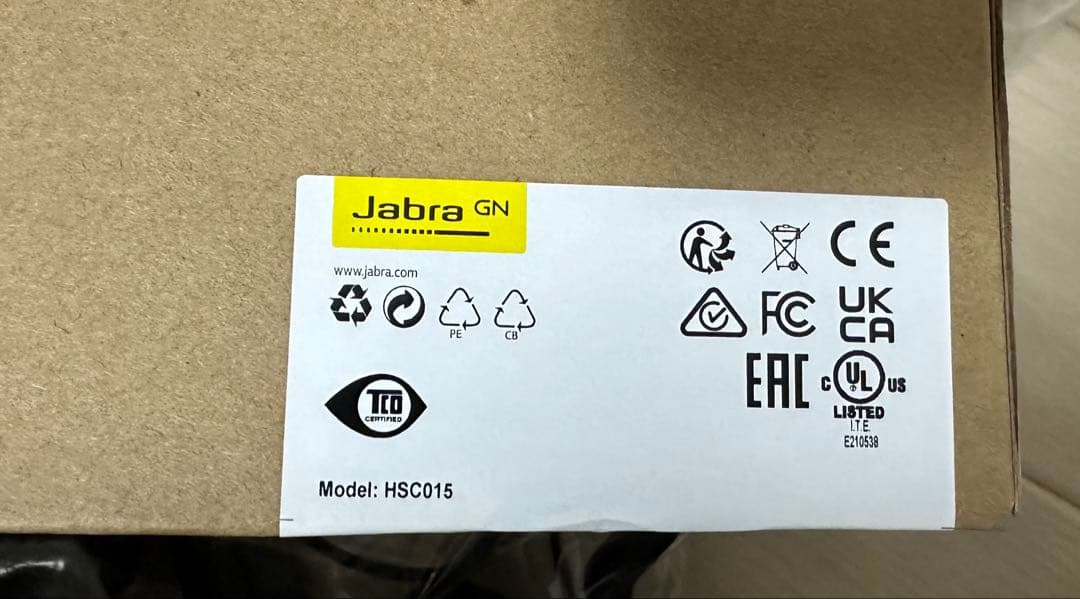 Jabra GN
www.jabra.com
PE
CB
TCO
CERTIFIED
Model: HSC015
CE
FC
UK
CA
EAC
C UL US
LISTED
I.T.E.
E210538